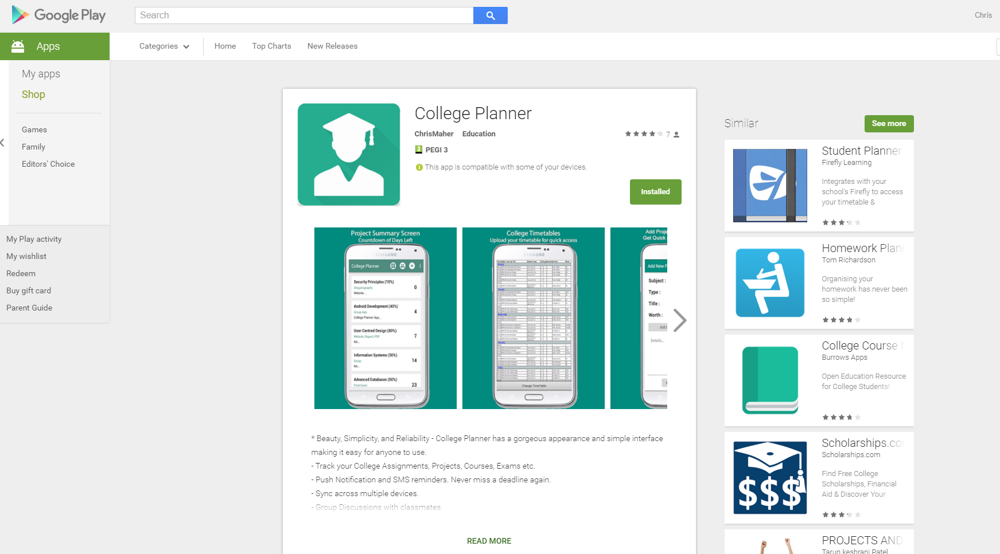 Google Play
Search
Chris
Apps
Categories
Home
Top Charts
New Releases
My apps
Shop
Games
Family
Editors' Choice
My Play activity
My wishlist
Redeem
Buy gift card
Parent Guide
College Planner
ChrisMaher Education
7
3 PEGI 3
This app is compatible with some of your devices.
Installed
Project Summary Screen
Countdown of Days Left
SAMSUNG
College Planner
Security Principles (15%)
Steganography
Website ...
0
Android Development (40%)
Group App
College Planner App...
4
User Centred Design (80%)
Website, Report, PDF
NA...
7
Information Systems (30%)
Essay
NA...
14
Advanced Databases (50%)
Final Exam
23
College Timetables
Upload your timetable for quick access
SAMSUNG
Change TimeTable
Add Proje
Get Quick
Add New P
Subject :
Type :
Title :
Worth :
DUE D
Details...
* Beauty, Simplicity, and Reliability - College Planner has a gorgeous appearance and simple interface
making it easy for anyone to use.
- Track your College Assignments, Projects, Courses, Exams etc.
- Push Notification and SMS reminders. Never miss a deadline again.
- Sync across multiple devices.
- Group Discussions with classmates.
READ MORE
Similar
See more
Student Planner
Firefly Learning
Integrates with your
school's Firefly to access
your timetable &
Homework Plan
Tom Richardson
Organising your
homework has never been
so simple!
College Course
Burrows Apps
Open Education Resource
for College Students!
Scholarships.co
Scholarships.com
Find Free College
Scholarships, Financial
Aid & Discover Your
$$$
PROJECTS AND
Tarun keshrani Patel